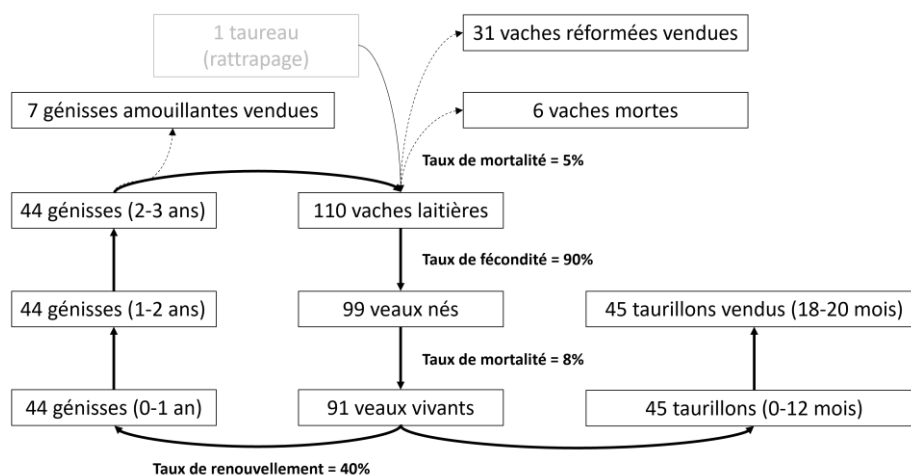 1 taureau
(rattrapage)
31 vaches réformées vendues
7 génisses amouillantes vendues
6 vaches mortes
Taux de mortalité = 5%
44 génisses (2-3 ans)
110 vaches laitières
Taux de fécondité = 90%
44 génisses (1-2 ans)
99 veaux nés
45 taurillons vendus (18-20 mois)
Taux de mortalité = 8%
44 génisses (0-1 an)
91 veaux vivants
45 taurillons (0-12 mois)
Taux de renouvellement = 40%